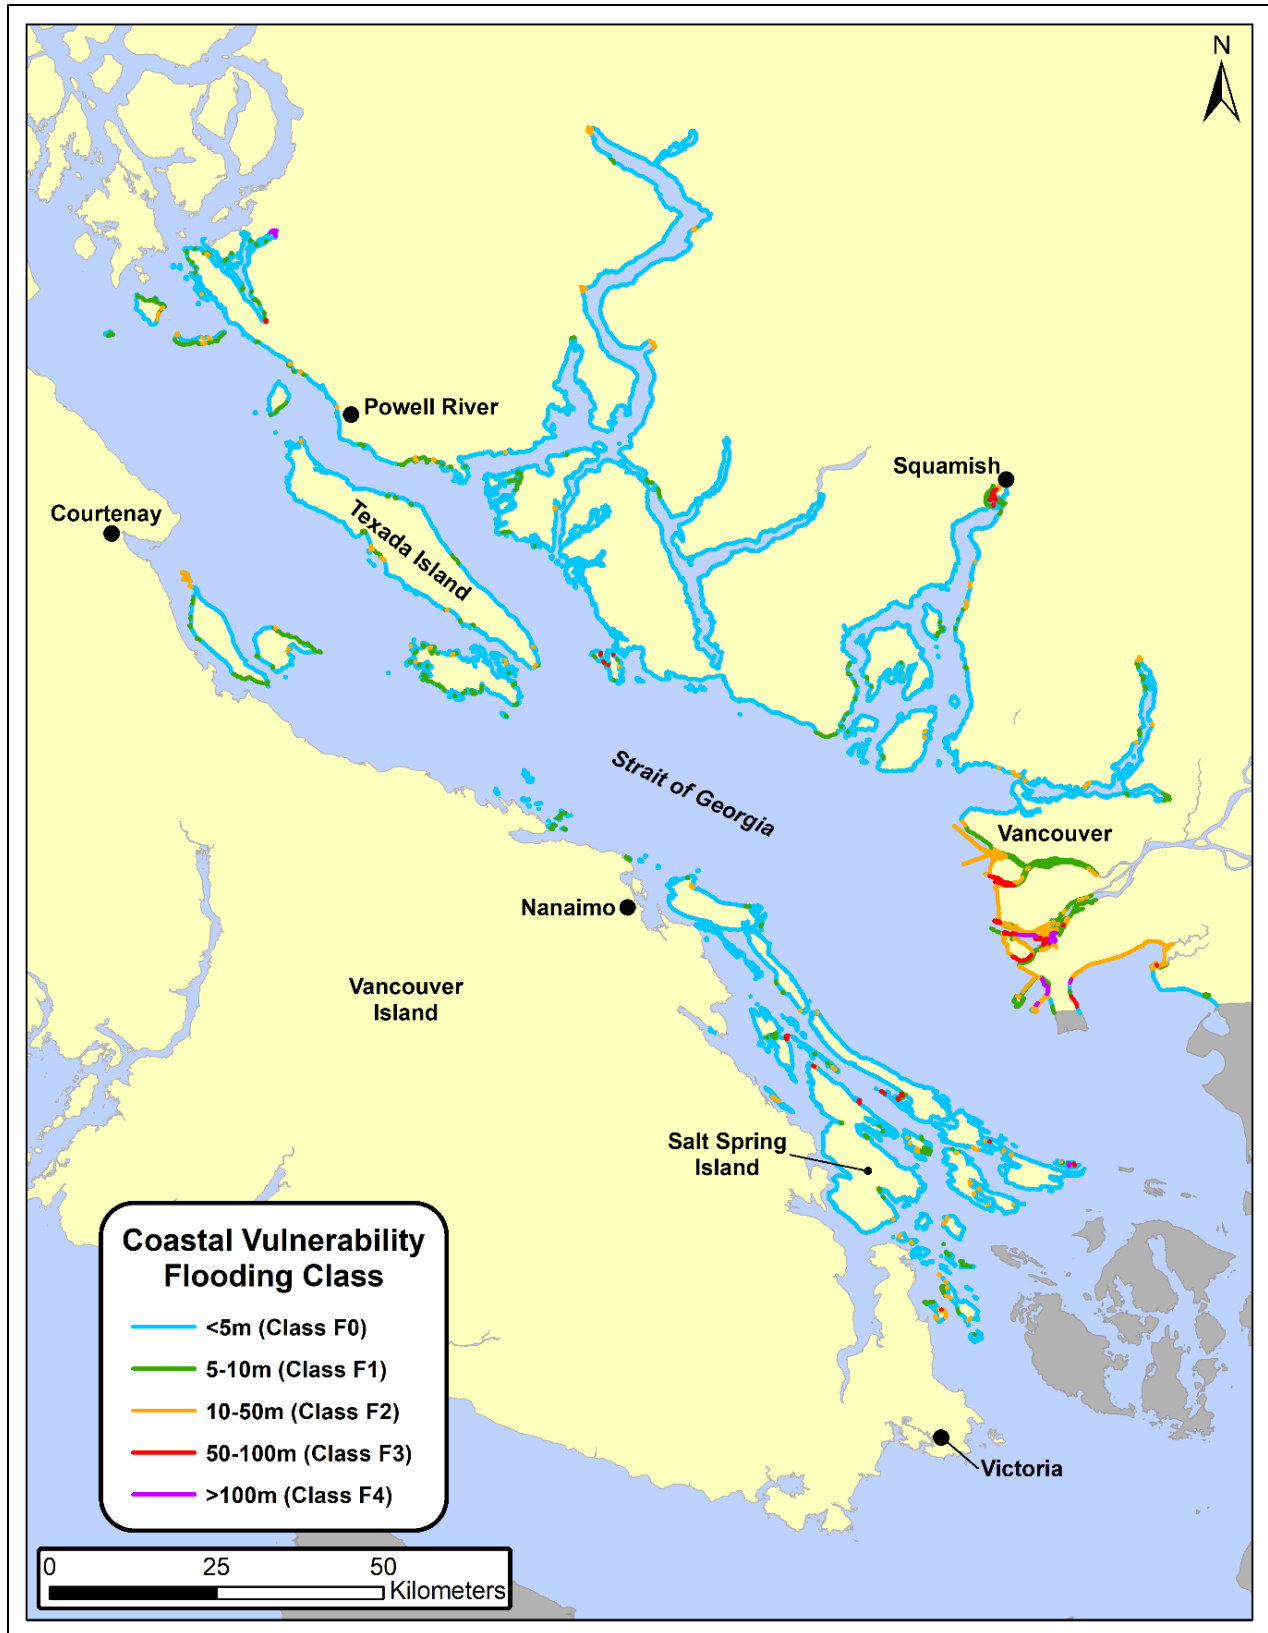 N
Powell River
Squamish
Courtenay
Texada Island
Strait of Georgia
Vancouver
Nanaimo
Vancouver
Island
Salt Spring
Island
Victoria
Coastal Vulnerability
Flooding Class
<5m (Class F0)
5-10m (Class F1)
10-50m (Class F2)
50-100m (Class F3)
>100m (Class F4)
0 25 50
Kilometers